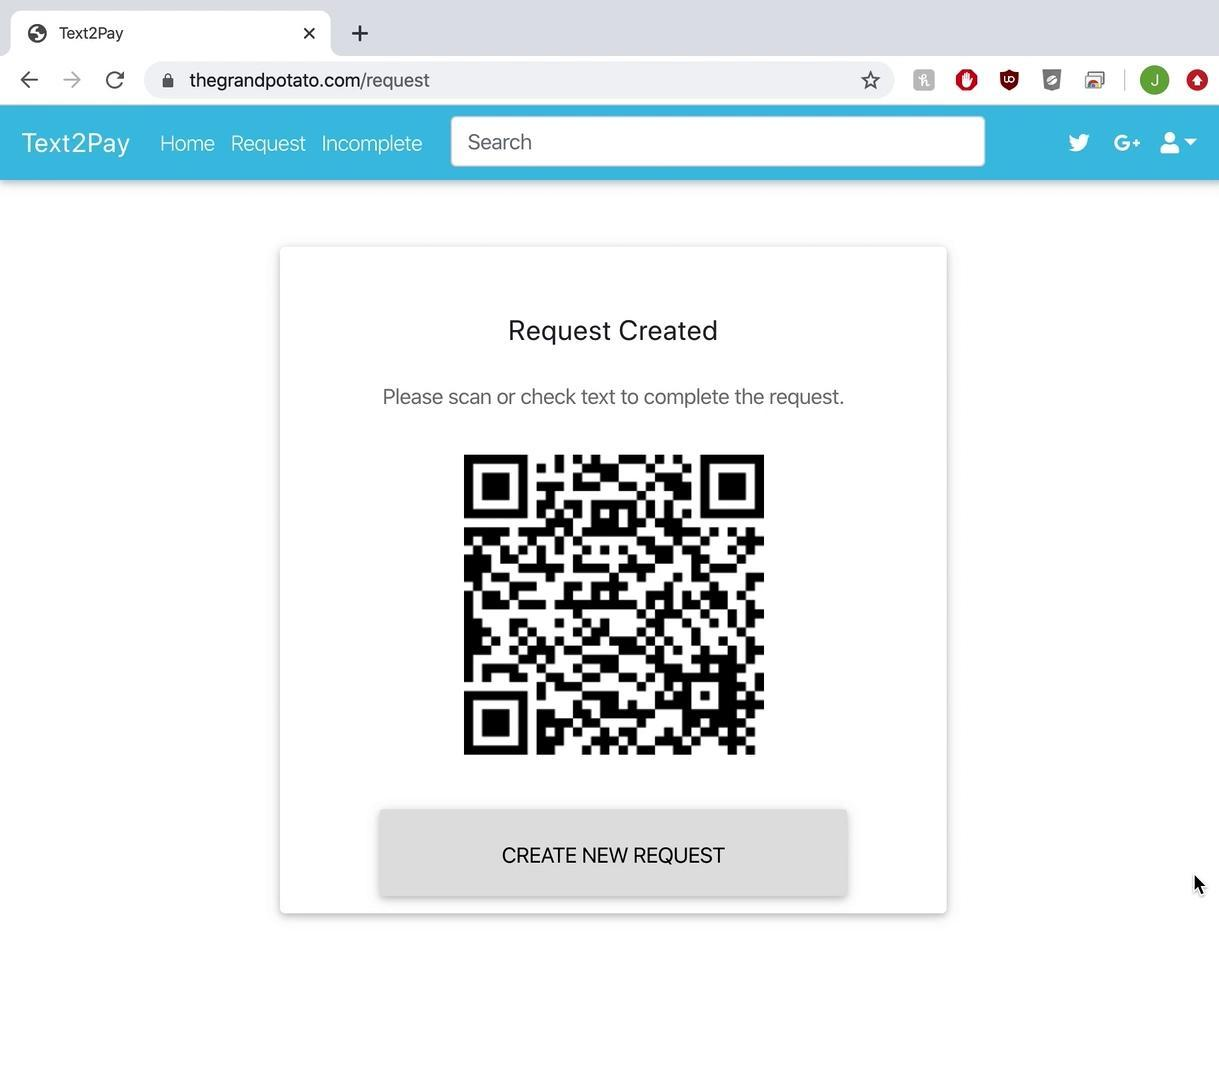 Text2Pay
thegrandpotato.com/request
J
Text2Pay Home Request Incomplete Search G+
Request Created
Please scan or check text to complete the request.
CREATE NEW REQUEST